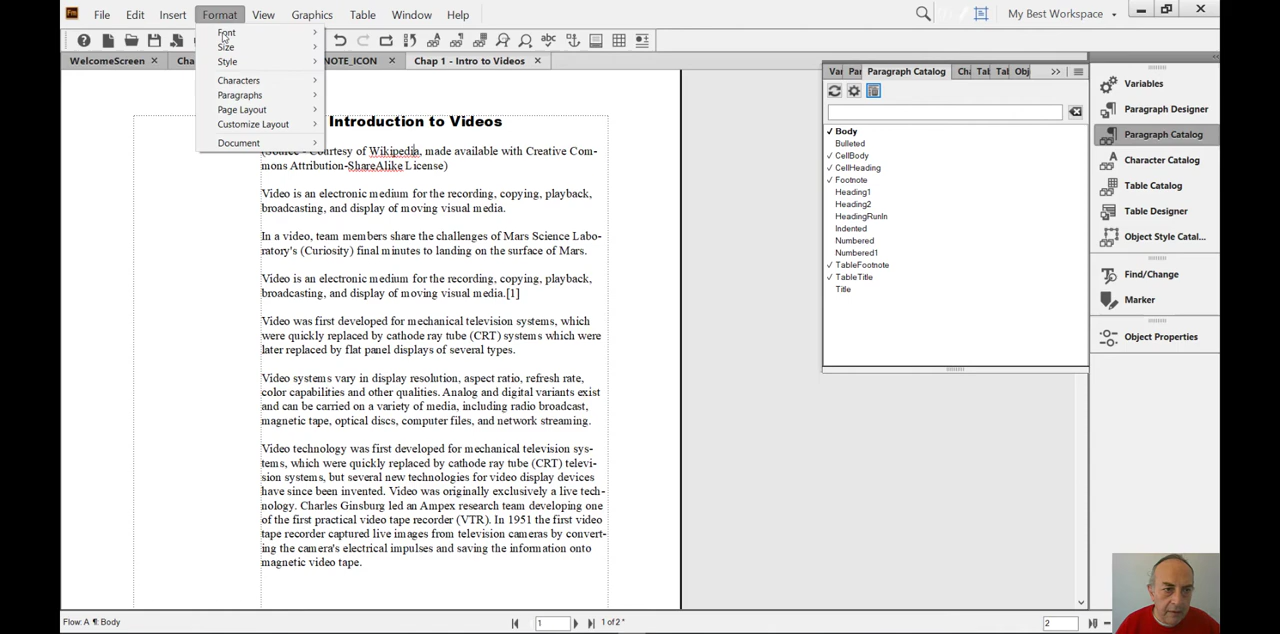 Fm File Edit Insert Format View Graphics Table Window Help My Best Workspace
WelcomeScreen × NOTE_ICON × Chap 1 - Intro to Videos ×
Font
Size
Style
Characters
Paragraphs
Page Layout
Customize Layout
Document
Introduction to Videos
(Source - Courtesy of Wikipedia, made available with Creative Com-
mons Attribution-ShareAlike License)
Video is an electronic medium for the recording, copying, playback,
broadcasting, and display of moving visual media.
In a video, team members share the challenges of Mars Science Labo-
ratory's (Curiosity) final minutes to landing on the surface of Mars.
Video is an electronic medium for the recording, copying, playback,
broadcasting, and display of moving visual media.[1]
Video was first developed for mechanical television systems, which
were quickly replaced by cathode ray tube (CRT) systems which were
later replaced by flat panel displays of several types.
Video systems vary in display resolution, aspect ratio, refresh rate,
color capabilities and other qualities. Analog and digital variants exist
and can be carried on a variety of media, including radio broadcast,
magnetic tape, optical discs, computer files, and network streaming.
Video technology was first developed for mechanical television sys-
tems, which were quickly replaced by cathode ray tube (CRT) televi-
sion systems, but several new technologies for video display devices
have since been invented. Video was originally exclusively a live tech-
nology. Charles Ginsburg led an Ampex research team developing one
of the first practical video tape recorder (VTR). In 1951 the first video
tape recorder captured live images from television cameras by convert-
ing the camera's electrical impulses and saving the information onto
magnetic video tape.
Paragraph Catalog Obj
Body
Bulleted
CellBody
CellHeading
Footnote
Heading1
Heading2
HeadingRunIn
Indented
Numbered
Numbered1
TableFootnote
TableTitle
Title
Variables
Paragraph Designer
Paragraph Catalog
Character Catalog
Table Catalog
Table Designer
Object Style Catal...
Find/Change
Marker
Object Properties
Flow: A ¶: Body 1 1 of 2 * 2